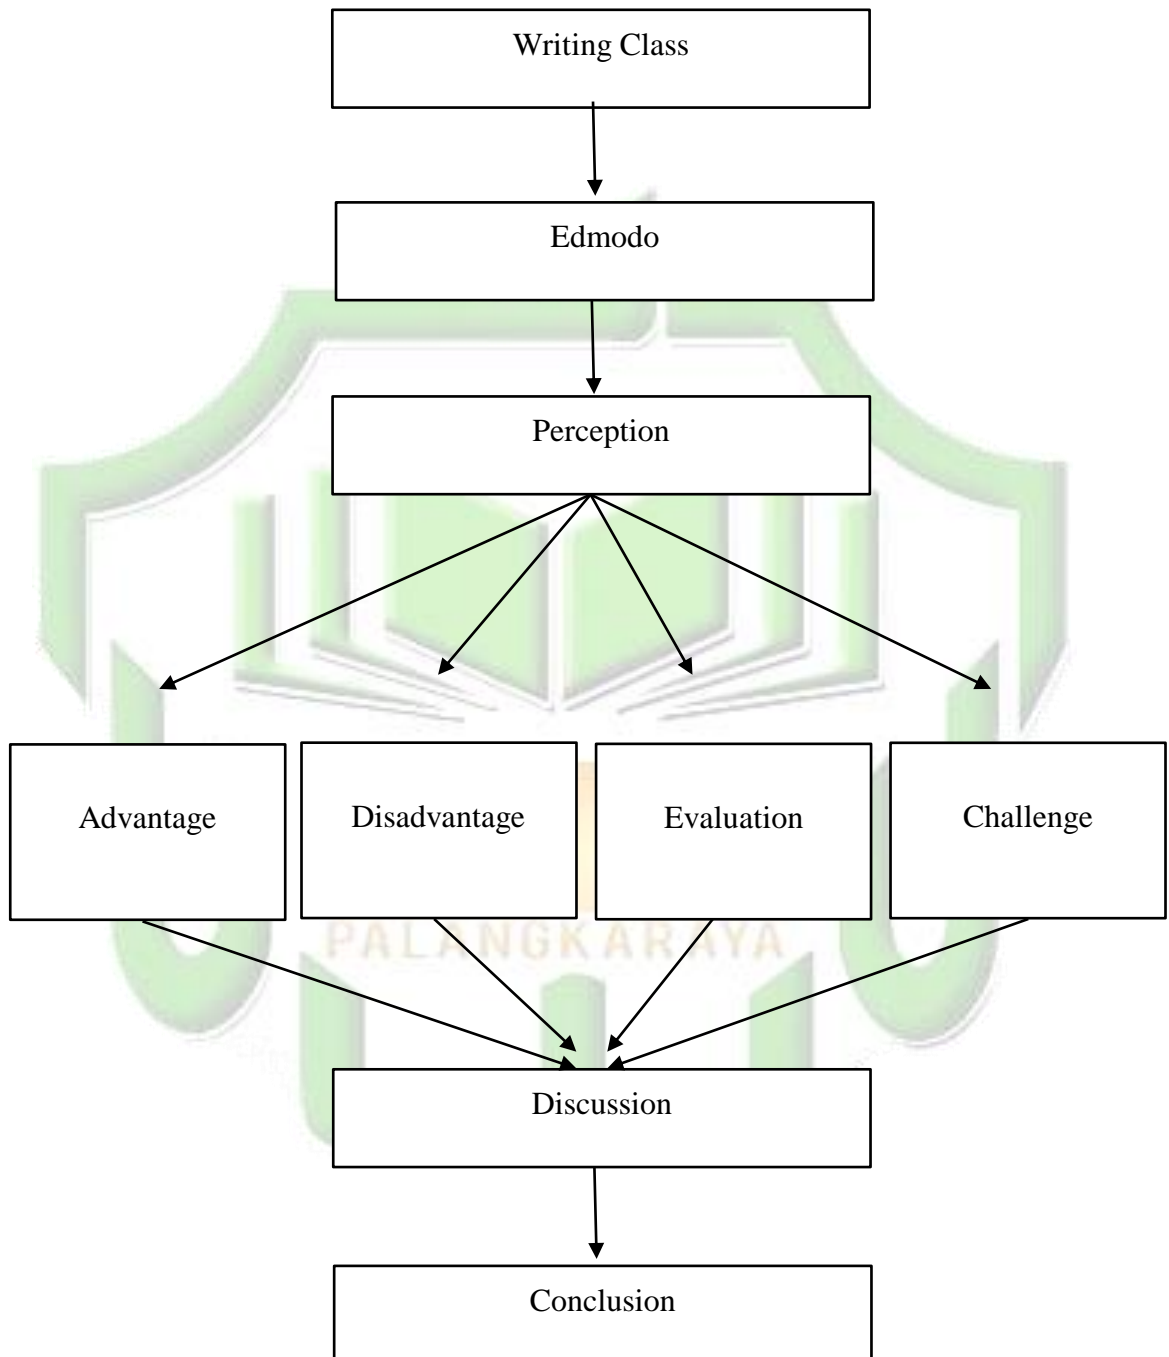 Writing Class
Edmodo
Perception
Advantage
Disadvantage
Evaluation
Challenge
PALANGKARAYA
Discussion
Conclusion